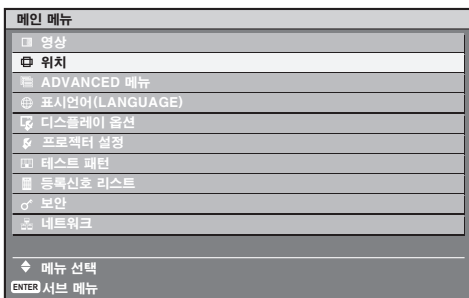 메인 메뉴
영상
위치
ADVANCED 메뉴
표시언어(LANGUAGE)
디스플레이 옵션
프로젝터 설정
테스트 패턴
등록신호 리스트
보안
네트워크
메뉴 선택
ENTER 서브 메뉴